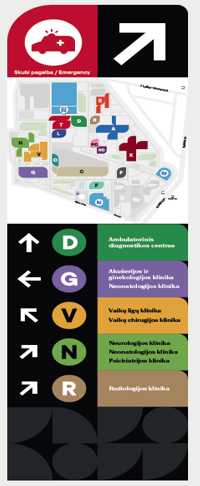 Skubi pagalba / Emergency
D
Ambulatorinis
diagnostikos centras
G
Akušerijos ir
ginekologijos klinika
Neonatologijos klinika
V
Vaikų ligų klinika
Vaikų chirurgijos klinika
N
Neurologijos klinika
Neonatologijos klinika
Psichiatrijos klinika
R
Radiologijos klinika